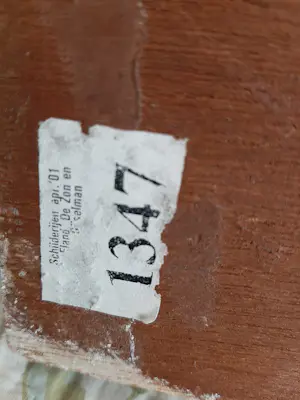 Schilderijen apr. '01
De Zon en
1347